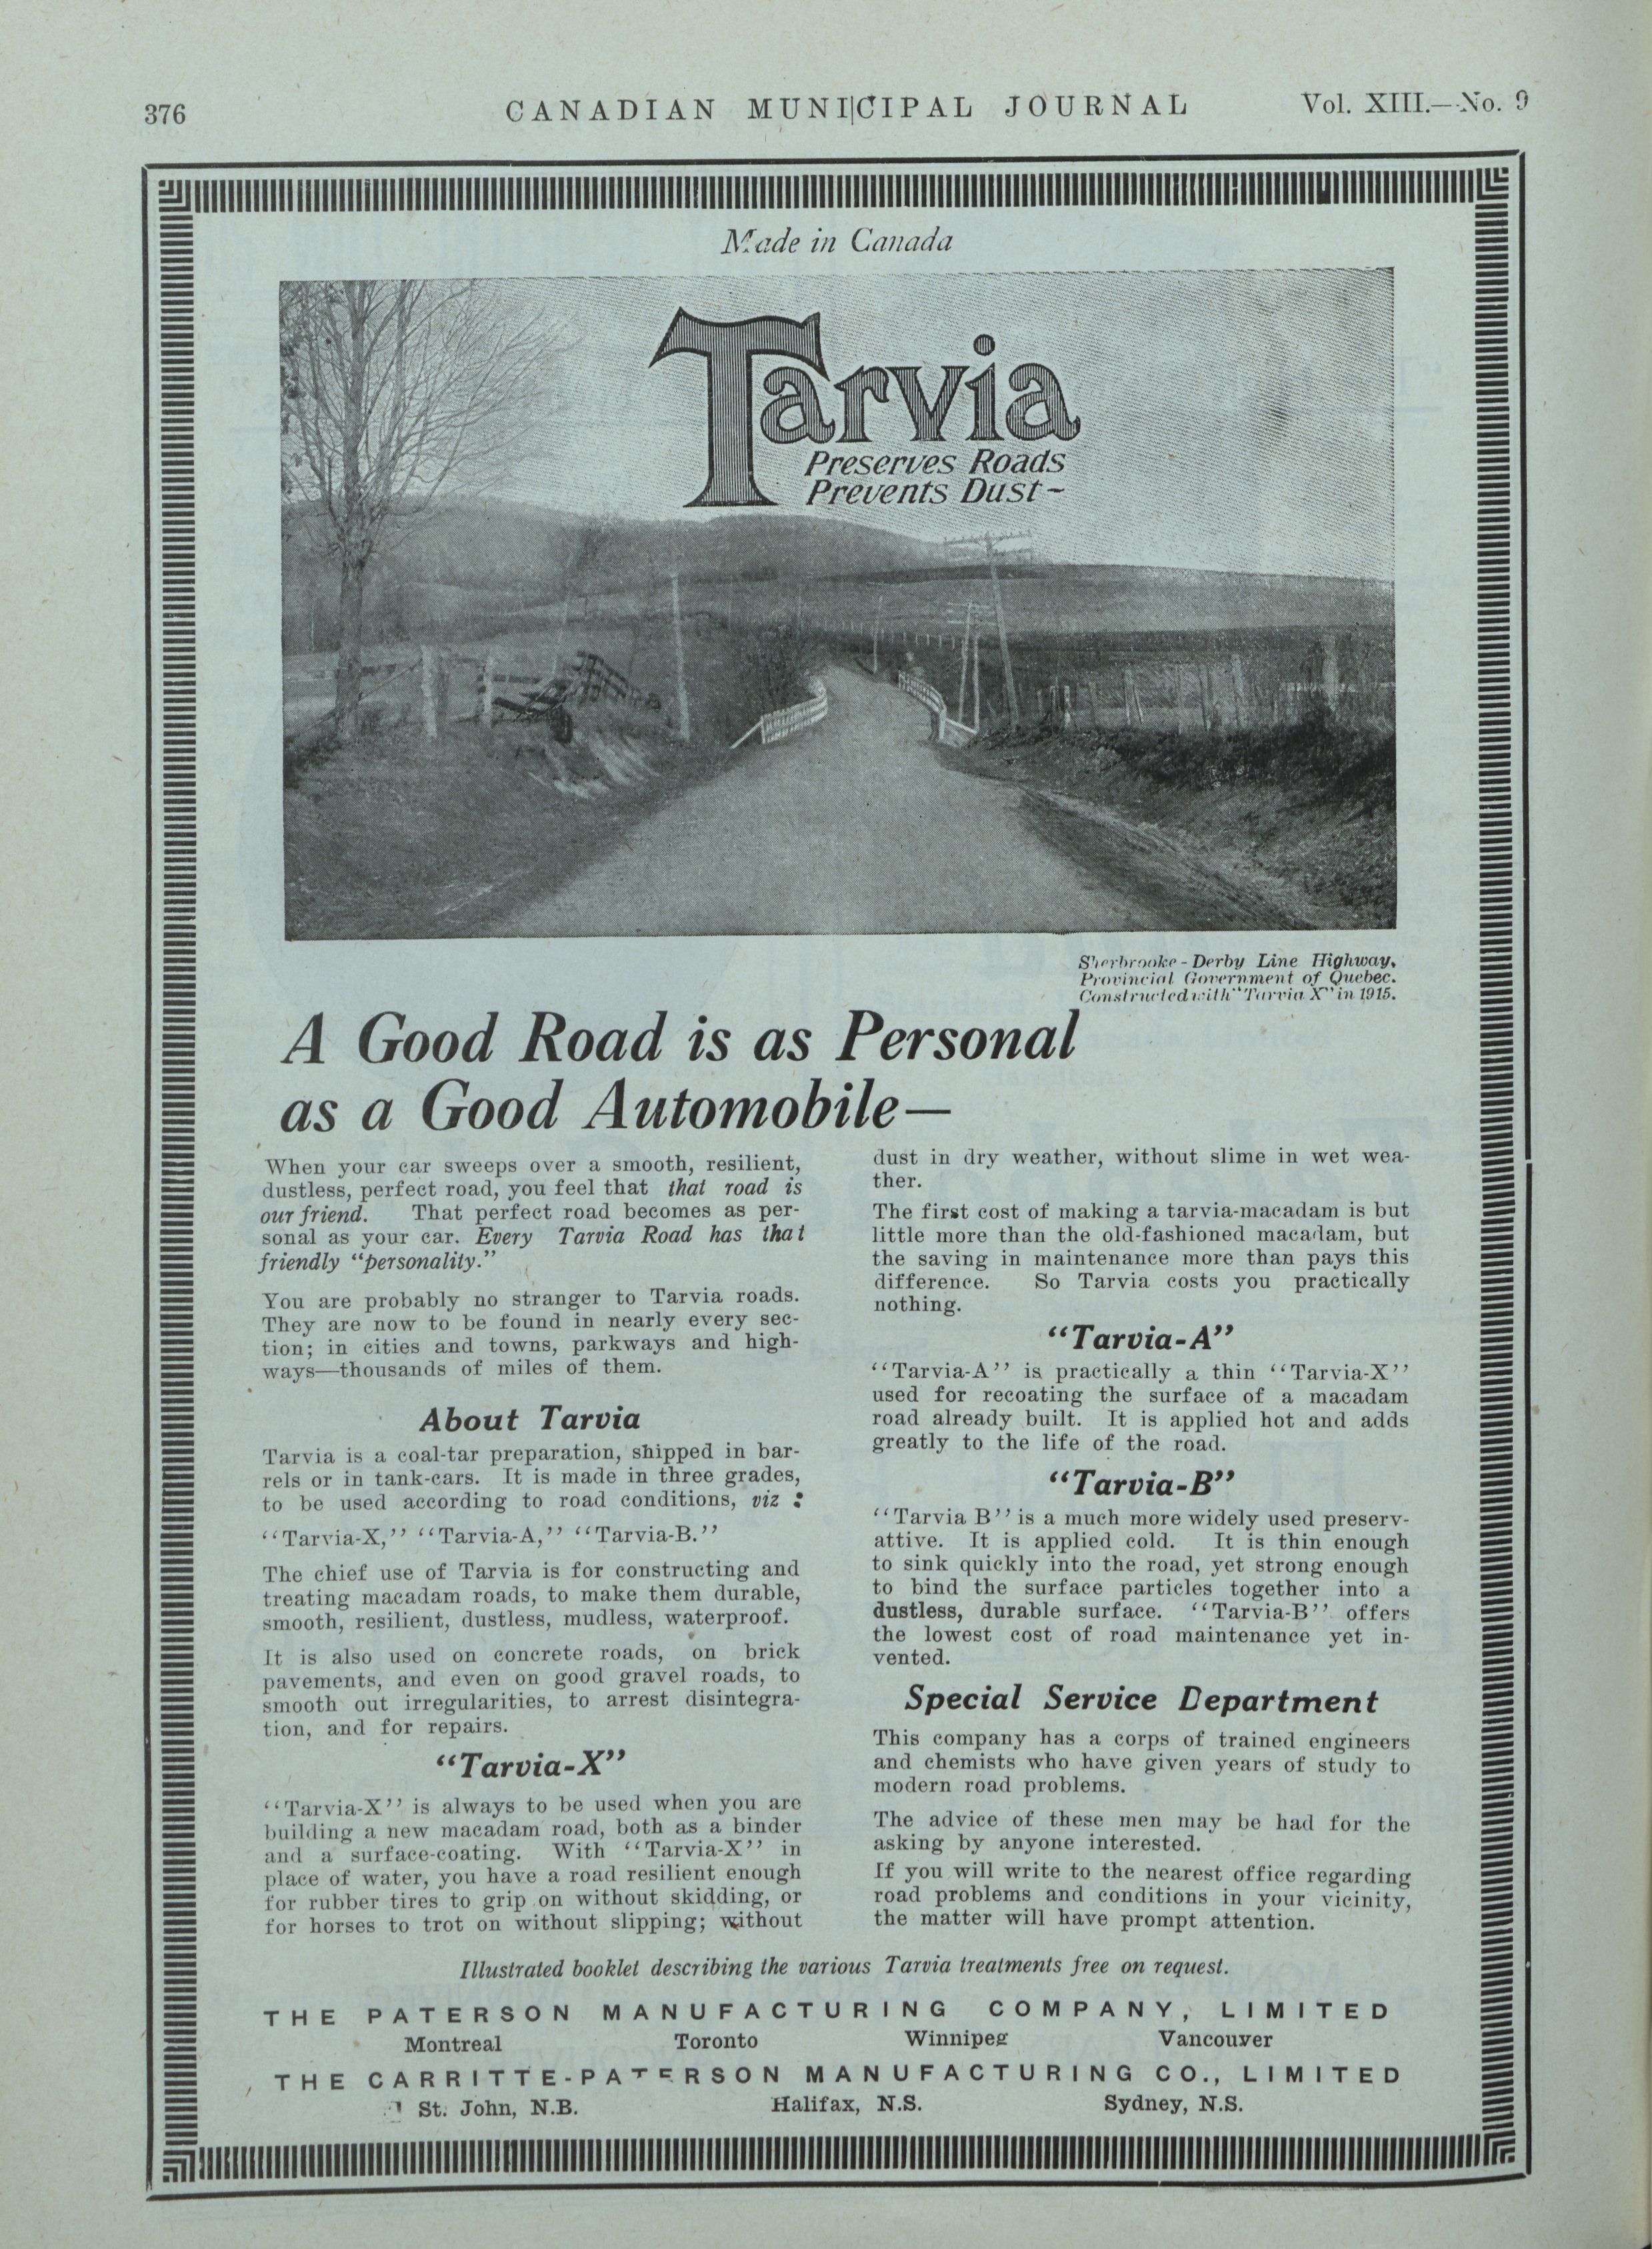 376
CANADIAN MUNICIPAL JOURNAL
Vol. XIII.—No. 9
Made in Canada
Tarvia
Preserves Roads
Prevents Dust~
Sherbrooke - Derby Line Highway,
Provincial Government of Quebec.
Constructed with "Tarvia X" in 1915.
A Good Road is as Personal
as a Good Automobile—
When your car sweeps over a smooth, resilient,
dustless, perfect road, you feel that that road is
our friend. That perfect road becomes as per-
sonal as your car. Every Tarvia Road has that
friendly "personality."
You are probably no stranger to Tarvia roads.
They are now to be found in nearly every sec-
tion; in cities and towns, parkways and high-
ways—thousands of miles of them.
About Tarvia
Tarvia is a coal-tar preparation, shipped in bar-
rels or in tank-cars. It is made in three grades,
to be used according to road conditions, viz :
"Tarvia-X," "Tarvia-A," "Tarvia-B."
The chief use of Tarvia is for constructing and
treating macadam roads, to make them durable,
smooth, resilient, dustless, mudless, waterproof.
It is also used on concrete roads, on brick
pavements, and even on good gravel roads, to
smooth out irregularities, to arrest disintegra-
tion, and for repairs.
"Tarvia-X"
"Tarvia-X" is always to be used when you are
building a new macadam road, both as a binder
and a surface-coating. With "Tarvia-X" in
place of water, you have a road resilient enough
for rubber tires to grip on without skidding, or
for horses to trot on without slipping; without
dust in dry weather, without slime in wet wea-
ther.
The first cost of making a tarvia-macadam is but
little more than the old-fashioned macadam, but
the saving in maintenance more than pays this
difference. So Tarvia costs you practically
nothing.
"Tarvia-A"
"Tarvia-A" is practically a thin "Tarvia-X"
used for recoating the surface of a macadam
road already built. It is applied hot and adds
greatly to the life of the road.
"Tarvia-B"
"Tarvia B" is a much more widely used preserv-
attive. It is applied cold. It is thin enough
to sink quickly into the road, yet strong enough
to bind the surface particles together into a
dustless, durable surface. "Tarvia-B" offers
the lowest cost of road maintenance yet in-
vented.
Special Service Department
This company has a corps of trained engineers
and chemists who have given years of study to
modern road problems.
The advice of these men may be had for the
asking by anyone interested.
If you will write to the nearest office regarding
road problems and conditions in your vicinity,
the matter will have prompt attention.
Illustrated booklet describing the various Tarvia treatments free on request.
THE PATERSON MANUFACTURING COMPANY, LIMITED
Montreal Toronto Winnipeg Vancouver
THE CARRITTE-PATERSON MANUFACTURING CO., LIMITED
St. John, N.B. Halifax, N.S. Sydney, N.S.